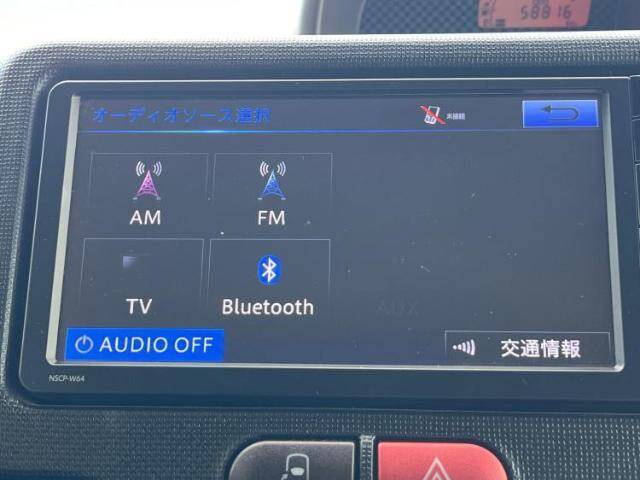 58816
オーディオソース選択
未接続
AM
FM
TV
Bluetooth
AUX
AUDIO OFF
交通情報
NSCP-W64